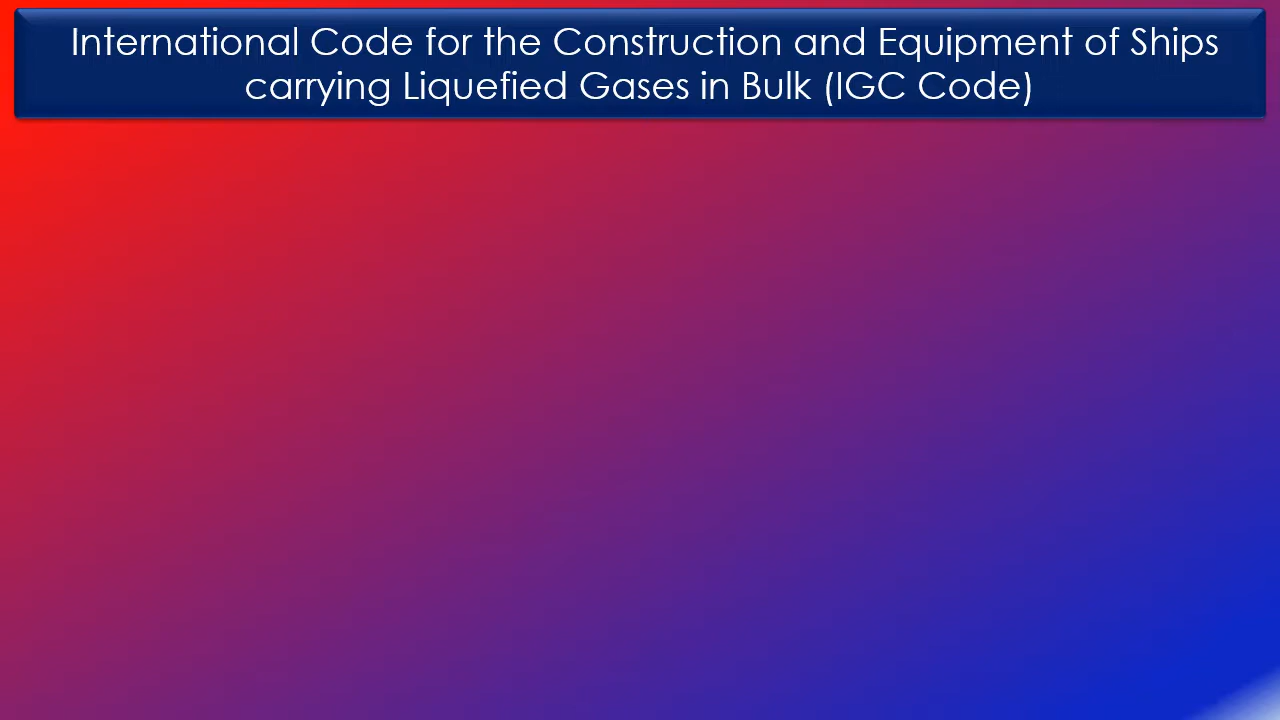 International Code for the Construction and Equipment of Ships
carrying Liquefied Gases in Bulk (IGC Code)